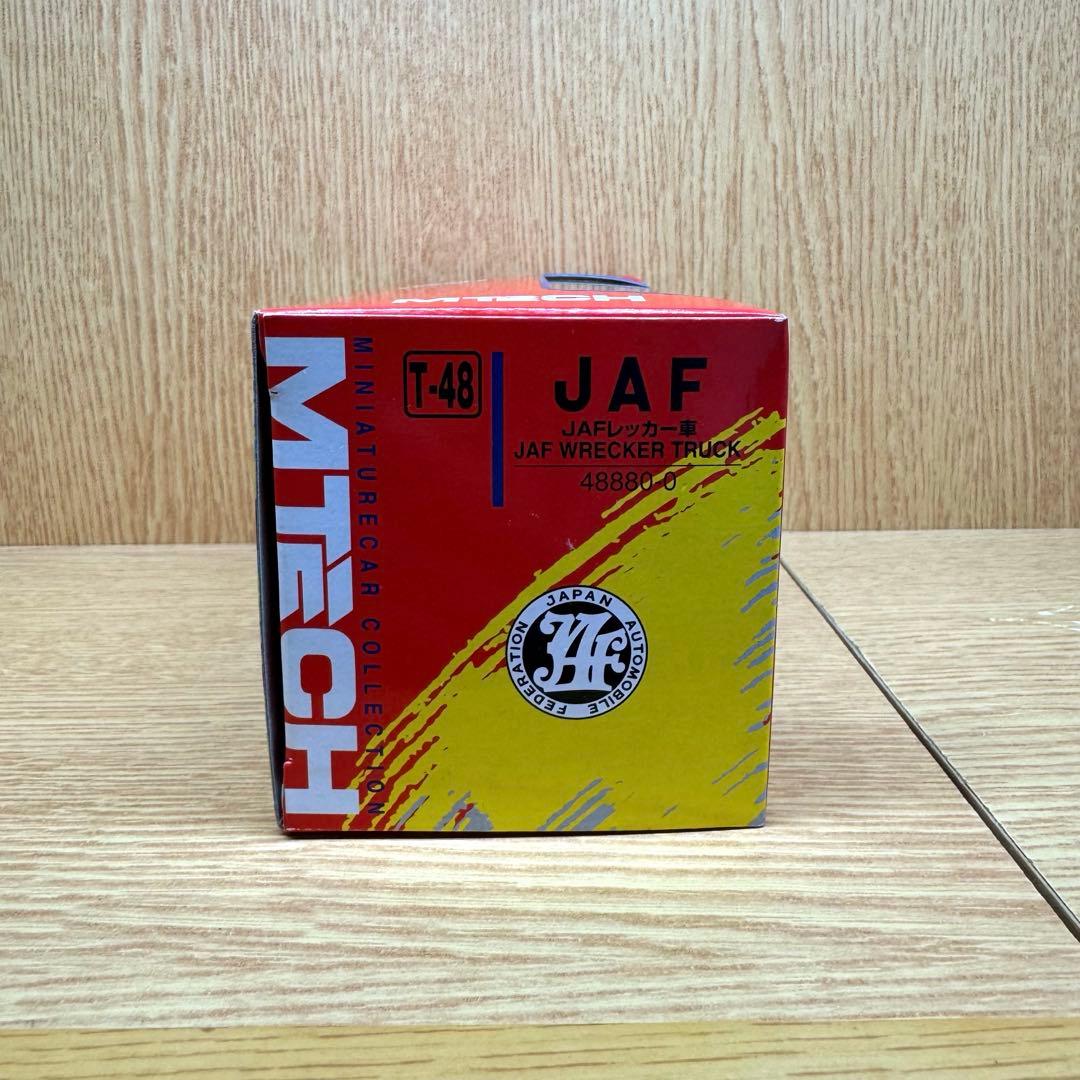 MTECH
MTECH
MINIATURECAR COLLECTION
T-48
JAF
JAFレッカー車
JAF WRECKER TRUCK
48880-0
JAPAN AUTOMOBILE FEDERATION
JAF